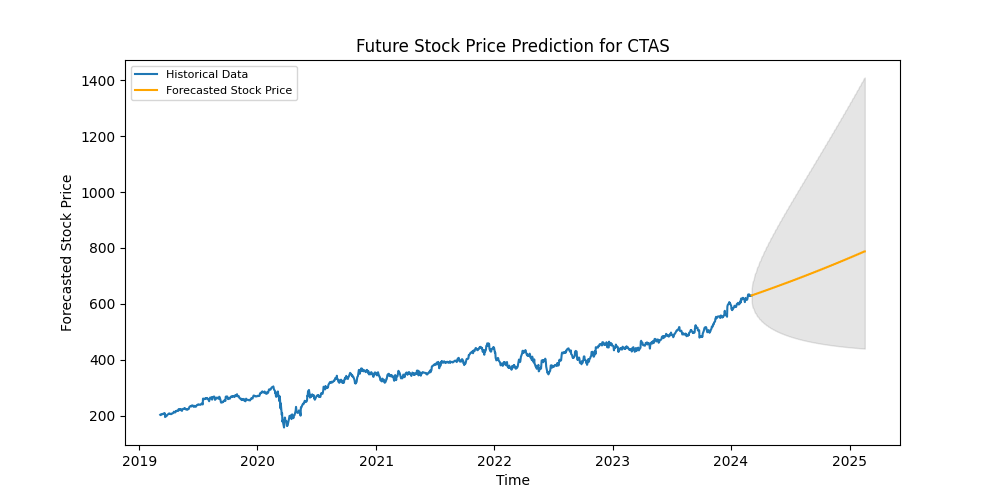 Future Stock Price Prediction for CTAS
Historical Data
Forecasted Stock Price
1400
1200
1000
800
600
400
200
Forecasted Stock Price
2019 2020 2021 2022 2023 2024 2025
Time